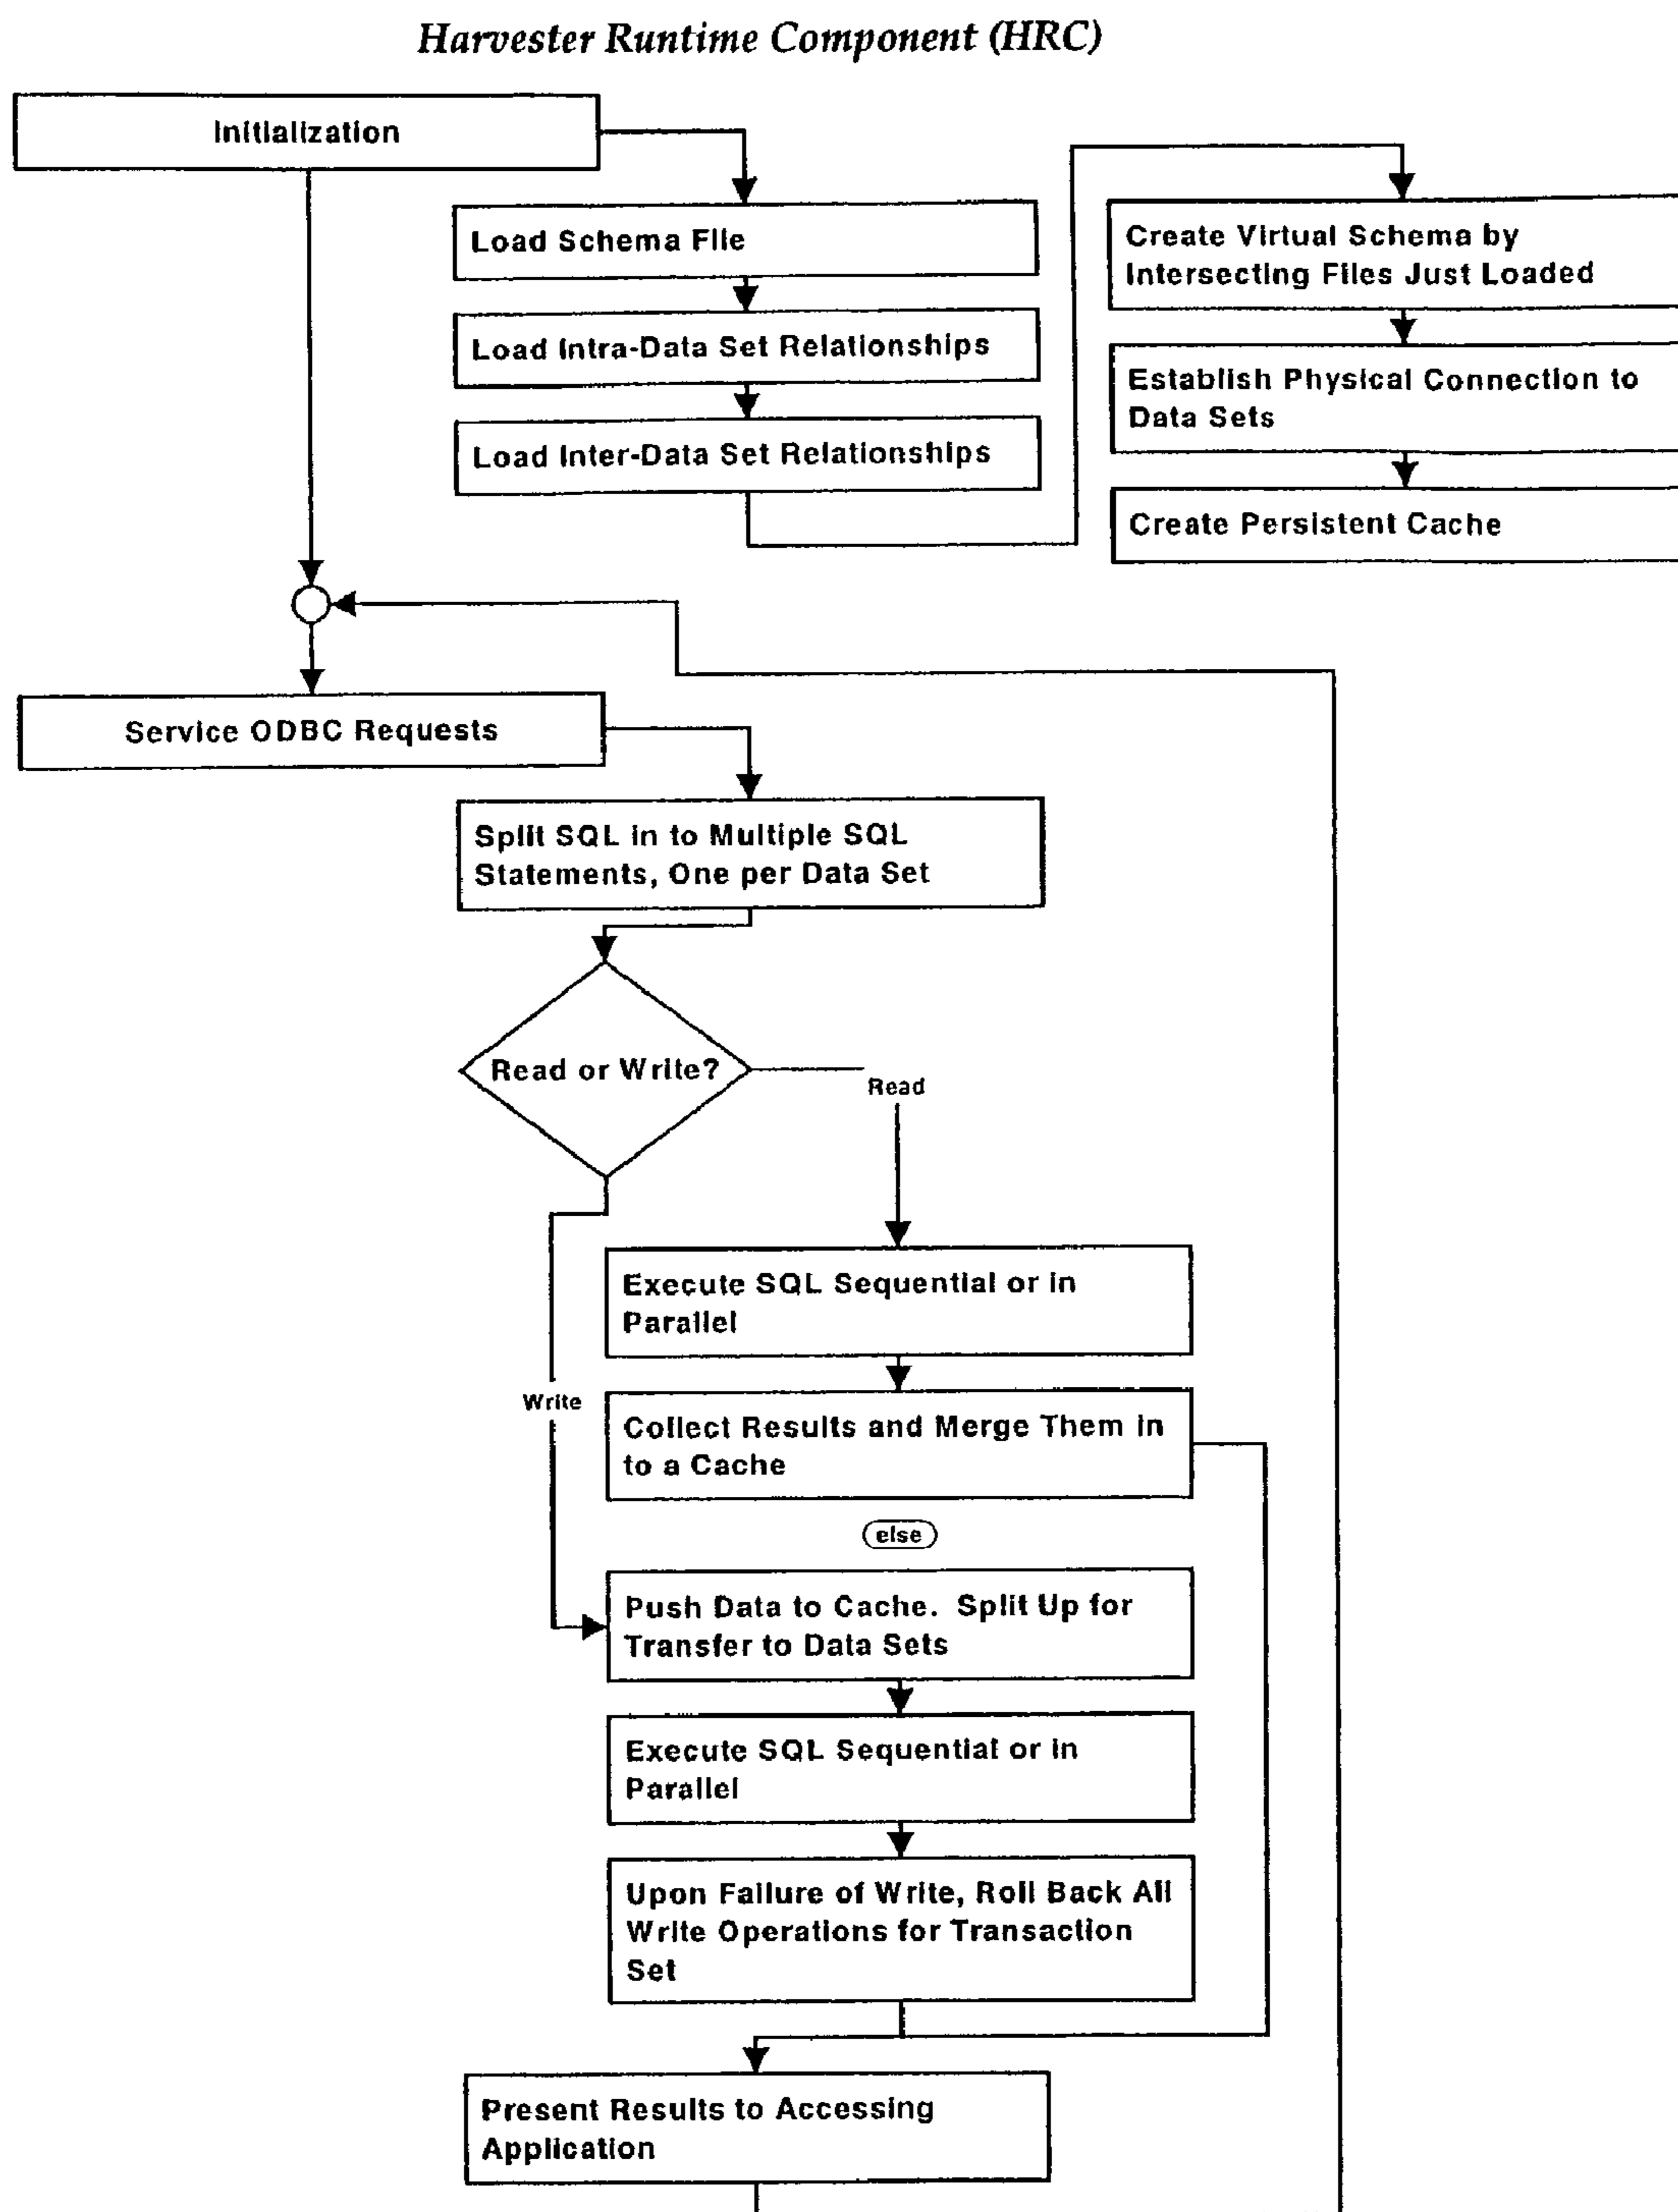 Harvester Runtime Component (HRC)
Initialization
Load Schema File
Load Intra-Data Set Relationships
Load Inter-Data Set Relationships
Create Virtual Schema by
Intersecting Files Just Loaded
Establish Physical Connection to
Data Sets
Create Persistent Cache
Service ODBC Requests
Split SQL in to Multiple SQL
Statements, One per Data Set
Read or Write?
Read
Execute SQL Sequential or in
Parallel
Write
Collect Results and Merge Them in
to a Cache
else
Push Data to Cache. Split Up for
Transfer to Data Sets
Execute SQL Sequential or in
Parallel
Upon Failure of Write, Roll Back All
Write Operations for Transaction
Set
Present Results to Accessing
Application